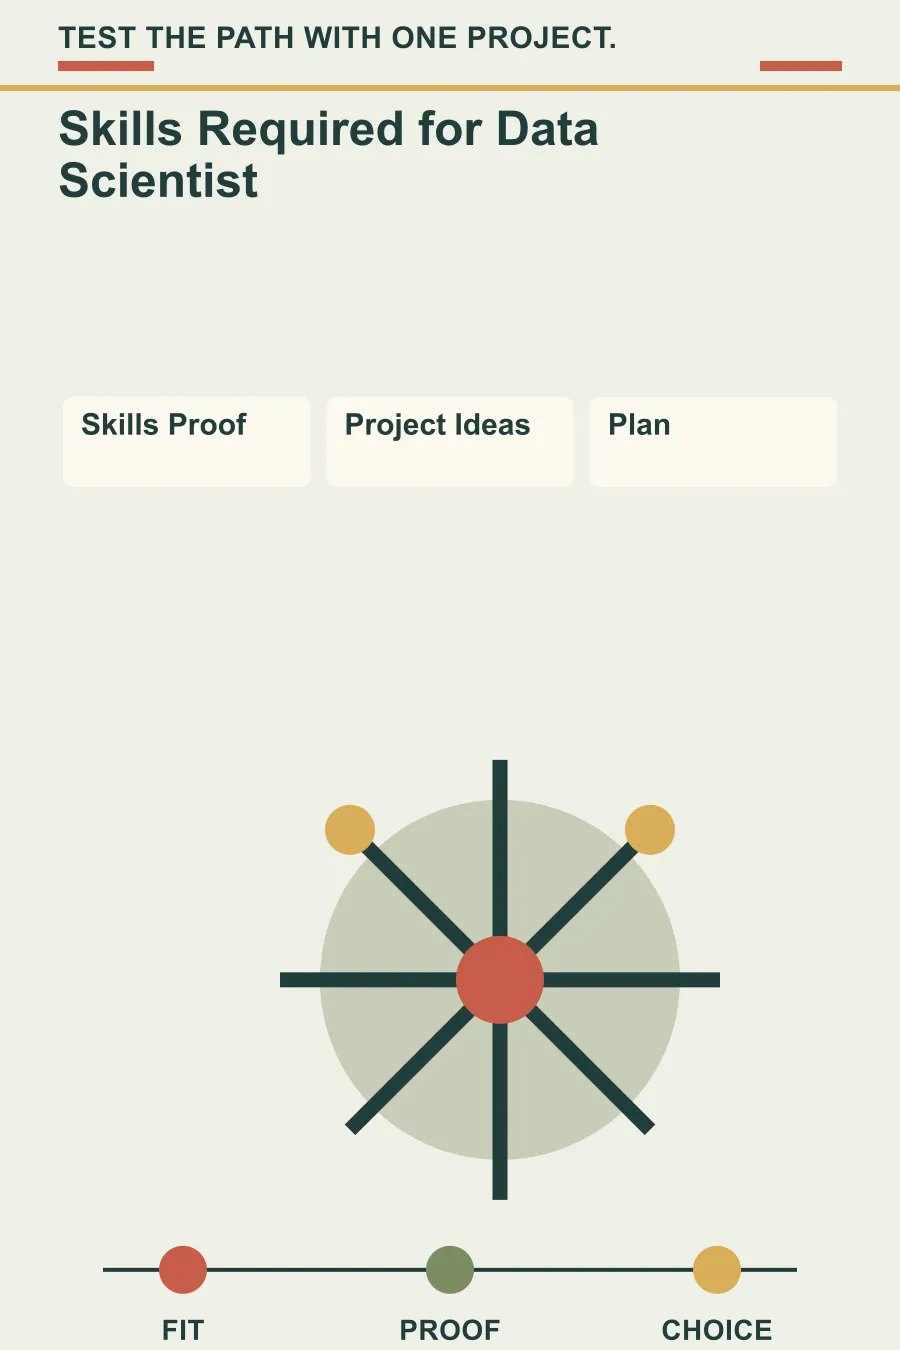 TEST THE PATH WITH ONE PROJECT.
Skills Required for Data
Scientist
Skills Proof
Project Ideas
Plan
FIT
PROOF
CHOICE